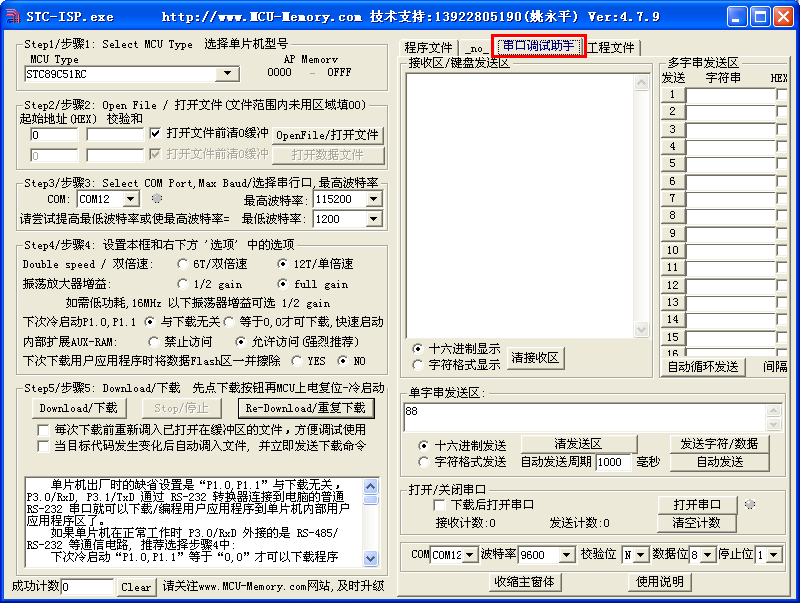 STC-ISP.exe http://www.MCU-Memory.com 技术支持:13922805190(姚永平) Ver:4.7.9
Step1/步骤1: Select MCU Type 选择单片机型号
MCU Type
AP Memory
STC89C51RC
0000 - 0FFF
Step2/步骤2: Open File / 打开文件(文件范围内未用区域填00)
起始地址(HEX) 校验和
0
打开文件前清0缓冲
OpenFile/打开文件
0
打开文件前清0缓冲
打开数据文件
Step3/步骤3: Select COM Port,Max Baud/选择串行口,最高波特率
COM: COM12
最高波特率: 115200
请尝试提高最低波特率或使最高波特率= 最低波特率: 1200
Step4/步骤4: 设置本框和右下方 '选项' 中的选项
Double speed / 双倍速: 6T/双倍速 12T/单倍速
振荡放大器增益: 1/2 gain full gain
如需低功耗,16MHz 以下振荡器增益可选 1/2 gain
下次冷启动P1.0,P1.1 与下载无关 等于0,0才可下载,快速启动
内部扩展AUX-RAM: 禁止访问 允许访问(强烈推荐)
下次下载用户应用程序时将数据Flash区一并擦除 YES NO
Step5/步骤5: Download/下载 先点下载按钮再MCU上电复位-冷启动
Download/下载 Stop/停止 Re-Download/重复下载
每次下载前重新调入已打开在缓冲区的文件，方便调试使用
当目标代码发生变化后自动调入文件, 并立即发送下载命令
单片机出厂时的缺省设置是“P1.0,P1.1”与下载无关，
P3.0/RxD, P3.1/TxD 通过 RS-232 转换器连接到电脑的普通
RS-232 串口就可以下载/编程用户应用程序到单片机内部用户
应用程序区了。
如果单片机在正常工作时 P3.0/RxD 外接的是 RS-485/
RS-232 等通信电路, 推荐选择步骤4中:
下次冷启动“P1.0,P1.1”等于“0,0”才可以下载程序
成功计数 0 Clear 请关注www.MCU-Memory.com网站,及时升级
程序文件 _no_ 串口调试助手 工程文件
接收区/键盘发送区
十六进制显示
字符格式显示
清接收区
多字串发送区
发送 字符串 HEX
1
2
3
4
5
6
7
8
9
10
11
12
13
14
15
16
自动循环发送 间隔
单字串发送区:
88
十六进制发送 清发送区 发送字符/数据
字符格式发送 自动发送周期 1000 毫秒 自动发送
打开/关闭串口
下载后打开串口 打开串口
接收计数:0 发送计数:0 清空计数
COM COM12 波特率 9600 校验位 N 数据位 8 停止位 1
收缩主窗体 使用说明